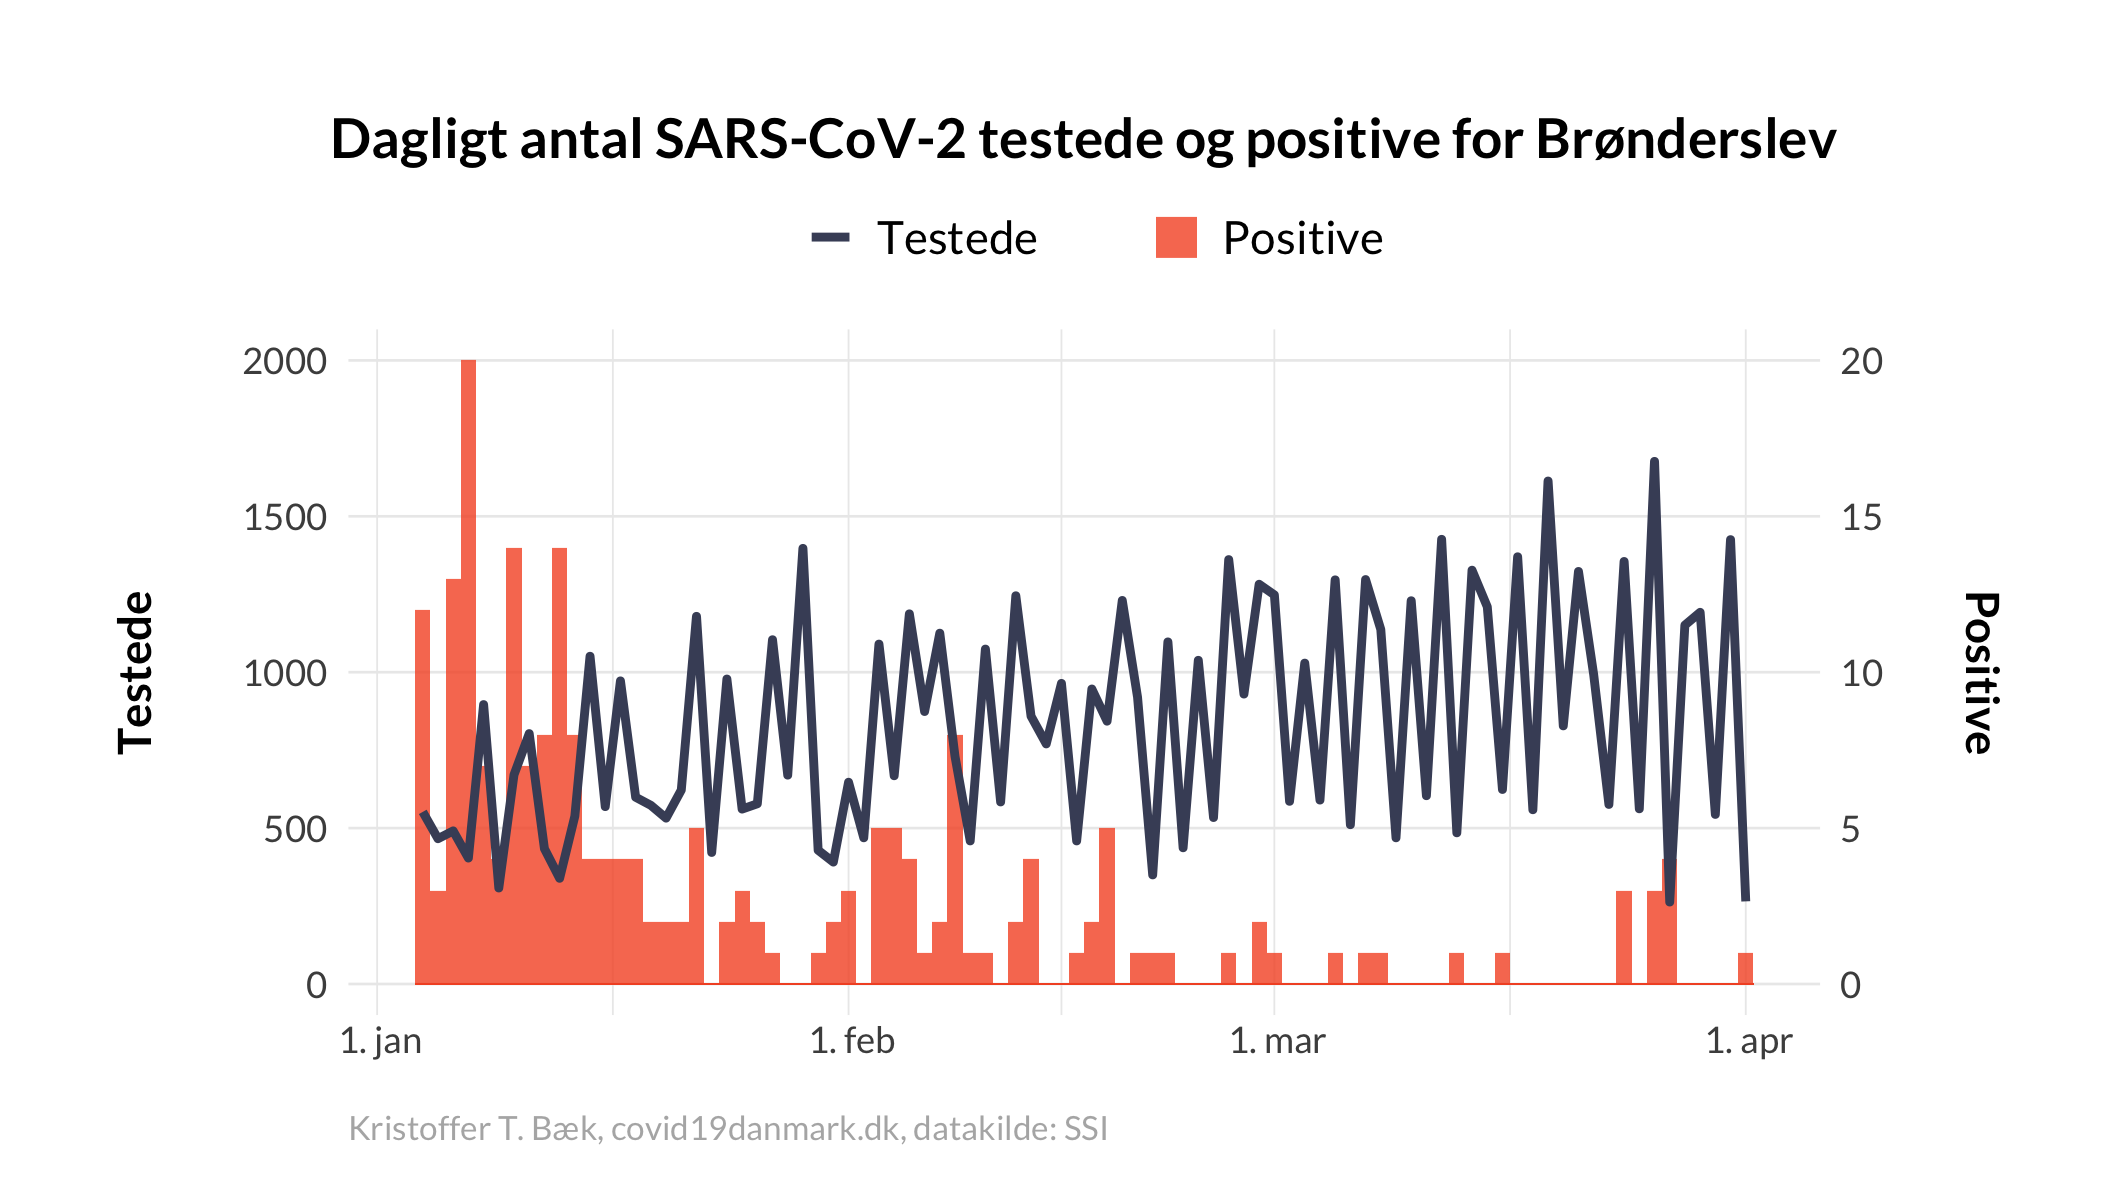 Dagligt antal SARS-CoV-2 testede og positive for Brønderslev
Testede Positive
2000 20
1500 15
1000 10
500 5
0 0
Testede
Positive
1. jan 1. feb 1. mar 1. apr
Kristoffer T. Bæk, covid19danmark.dk, datakilde: SSI